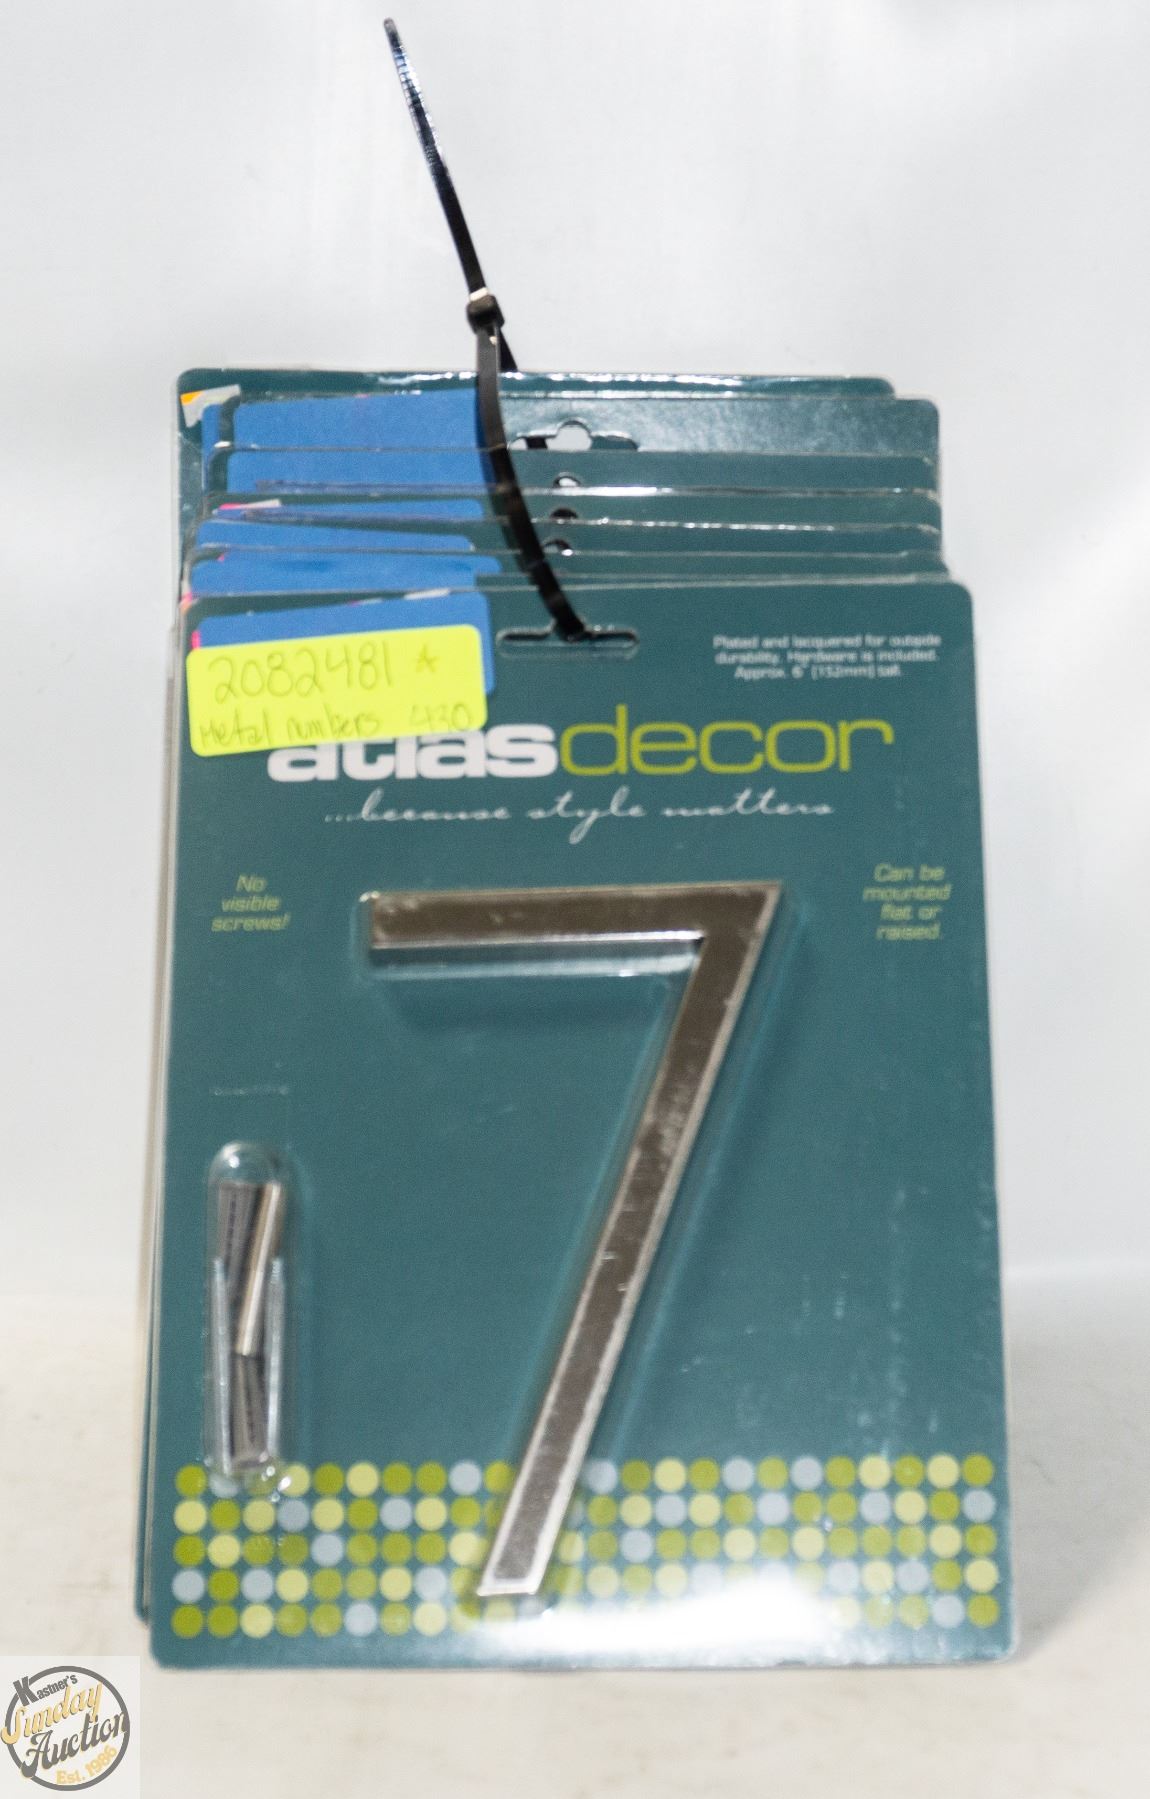 2082481 ☆
Metal numbers 430
Plated and lacquered for outside
durability. Hardware is included.
Approx. 6" (152mm) tall.
atlasdecor
...because style matters
No
visible
screws!
Can be
mounted
flat or
raised.
7
Kastner's
Sunday
Auction
Est. 1986